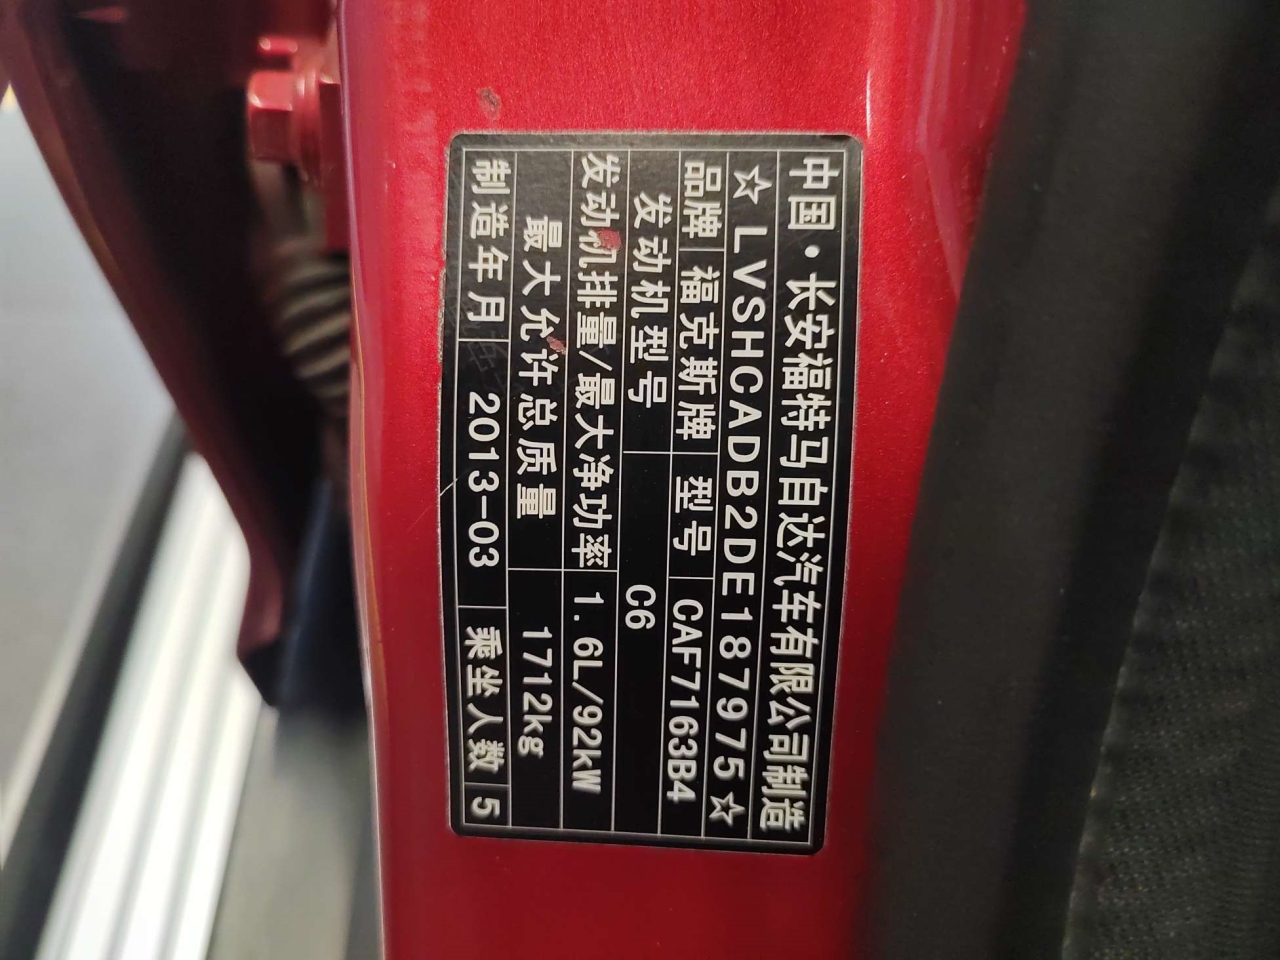 中国·长安福特马自达汽车有限公司制造
☆LVSHCADB2DE187975☆
品牌 福克斯牌 型号 CAF7163B4
发动机型号 C6
发动机排量/最大净功率 1.6L/92kW
最大允许总质量 1712kg
制造年月 2013-03 乘坐人数 5